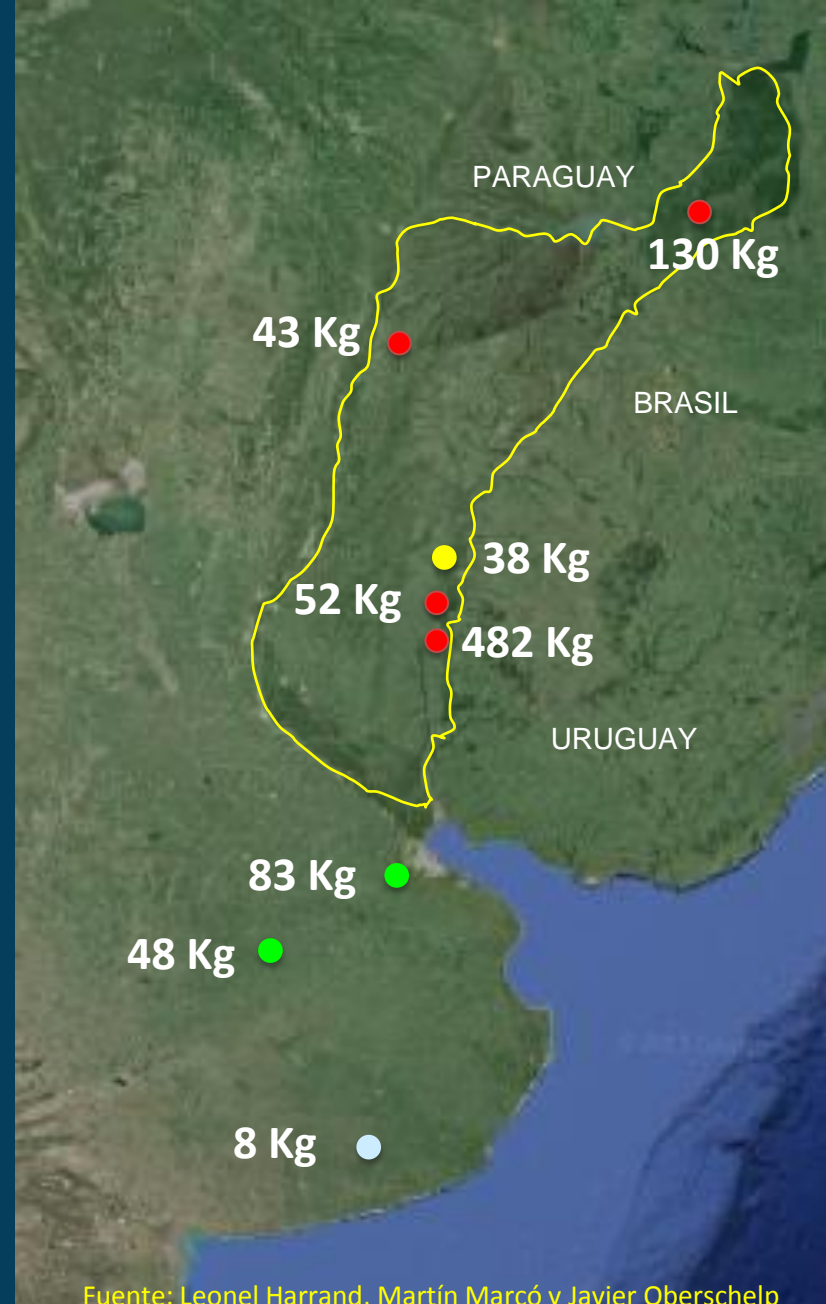 PARAGUAY
130 Kg
43 Kg
BRASIL
38 Kg
52 Kg
482 Kg
URUGUAY
83 Kg
48 Kg
8 Kg
Fuente: Leonel Harrand, Martín Marcó y Javier Oberschelp